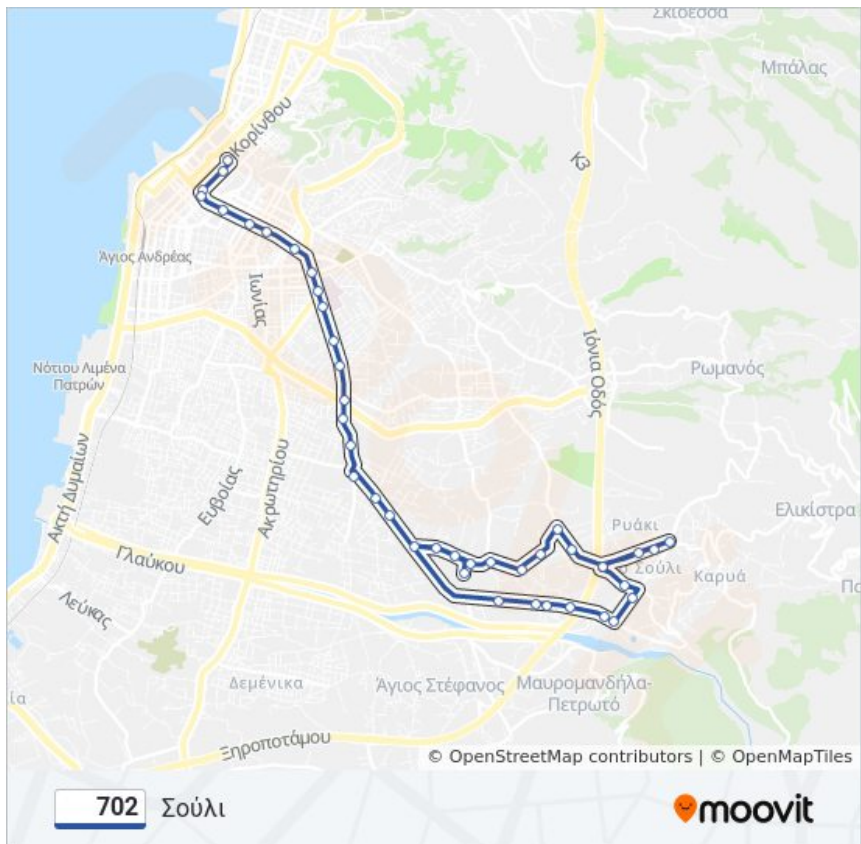 Σκιόεσσα
Μπάλας
Κορίνθου
Κ3
Άγιος Ανδρέας
Ιωνίας
Νότιου Λιμένα
Πατρών
Ιόνια Οδός
Ρωμανός
Ακτή Δυμαίων
Ευβοίας
Ακρωτηρίου
Ελικίστρα
Ρυάκι
Γλαύκου
Σούλι
Καρυά
Λεύκας
Δεμένικα
Άγιος Στέφανος
Μαυρομανδήλα-
Πετρωτό
ία
Ξηροποτάμου
© OpenStreetMap contributors | © OpenMapTiles
702 Σούλι
moovit